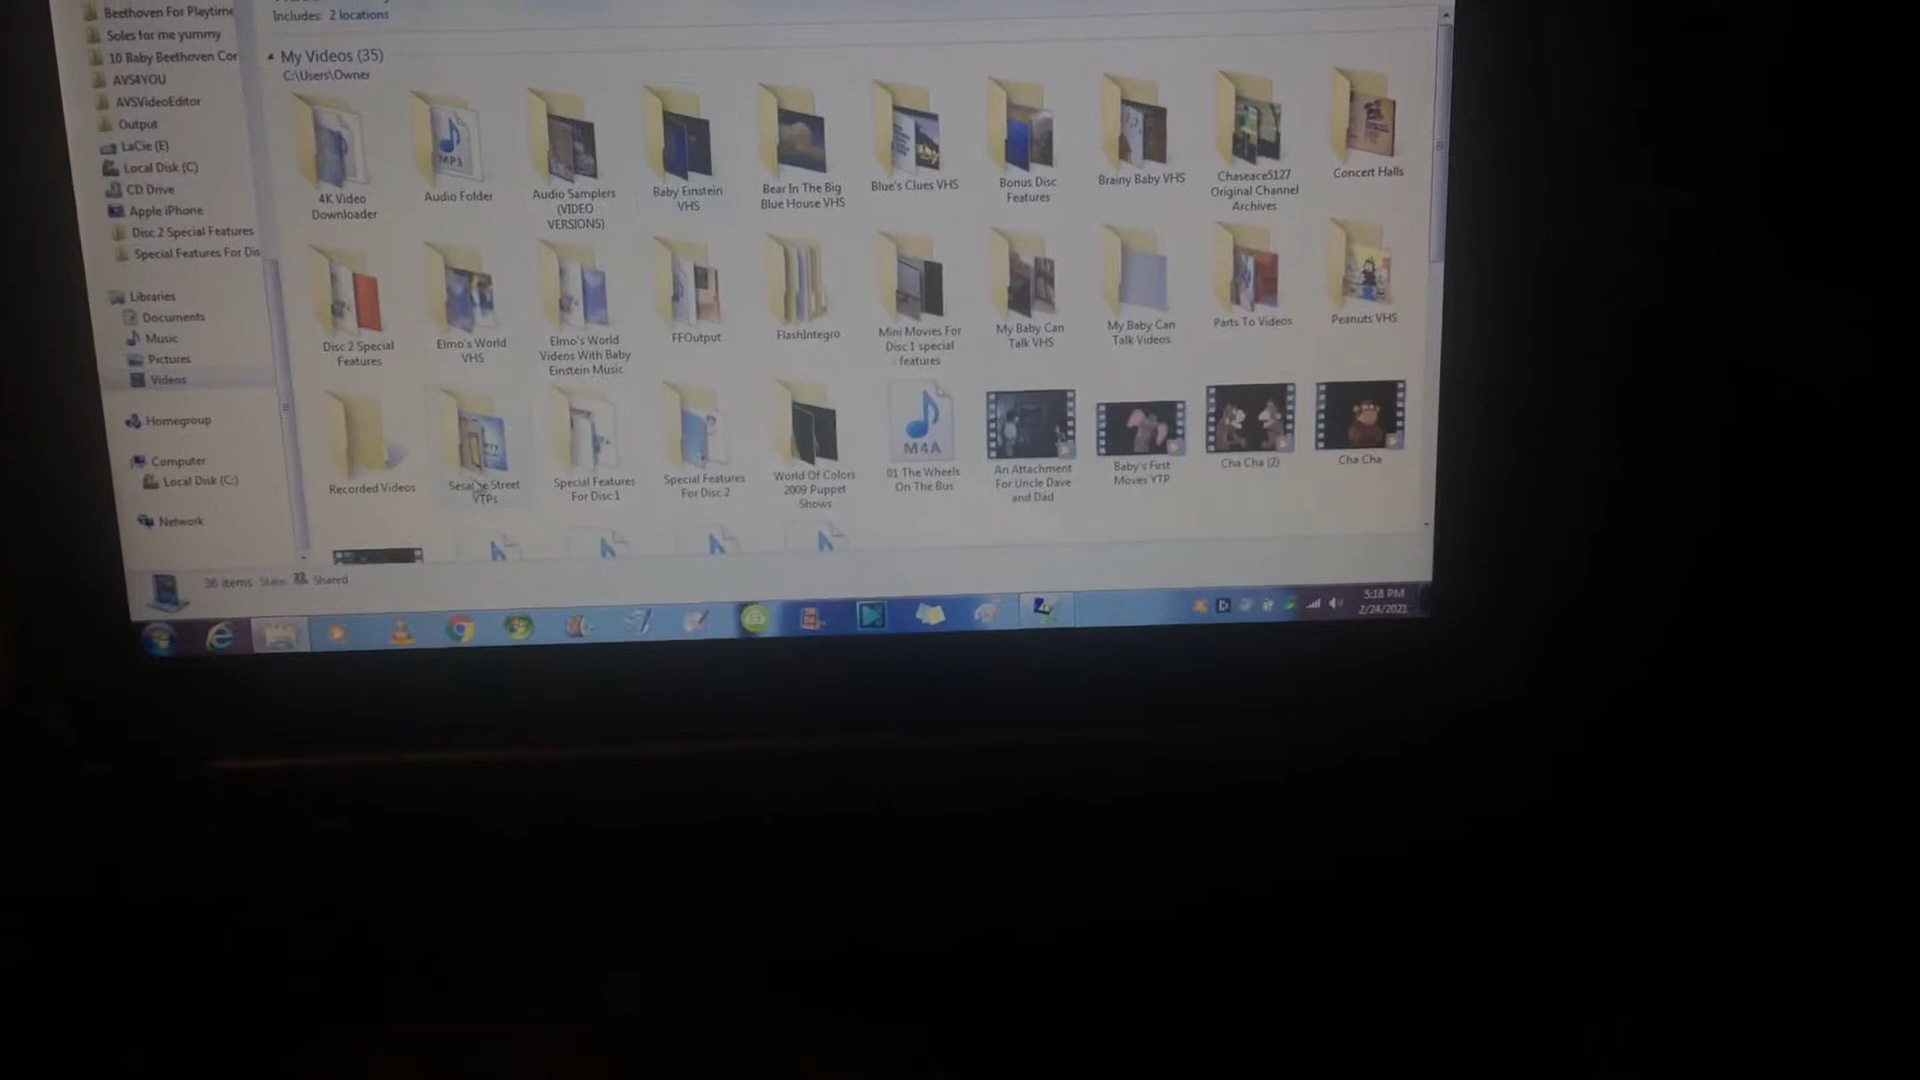 Beethoven For Playtime
Soles for me yummy
10 Baby Beethoven Cor
AVS4YOU
AVSVideoEditor
Output
LaCie (E)
Local Disk (C)
CD Drive
Apple iPhone
Disc 2 Special Features
Special Features For Dis
Libraries
Documents
Music
Pictures
Videos
Homegroup
Computer
Local Disk (C:)
Network
Includes: 2 locations
My Videos (35)
C:\Users\Owner
4K Video
Downloader
MP3
Audio Folder
Audio Samplers
(VIDEO
VERSIONS)
Baby Einstein
VHS
Bear In The Big
Blue House VHS
Blue's Clues VHS
Bonus Disc
Features
Brainy Baby VHS
Chaseace5127
Original Channel
Archives
Concert Halls
Disc 2 Special
Features
Elmo's World
VHS
Elmo's World
Videos With Baby
Einstein Music
FFOutput
FlashIntegro
Mini Movies For
Disc 1 special
features
My Baby Can
Talk VHS
My Baby Can
Talk Videos
Parts To Videos
Peanuts VHS
Recorded Videos
Sesame Street
YTPs
Special Features
For Disc 1
Special Features
For Disc 2
World Of Colors
2009 Puppet
Shows
M4A
01 The Wheels
On The Bus
An Attachment
For Uncle Dave
and Dad
Baby's First
Moves YTP
Cha Cha (2)
Cha Cha
36 items State: Shared
5:18 PM
2/24/2021